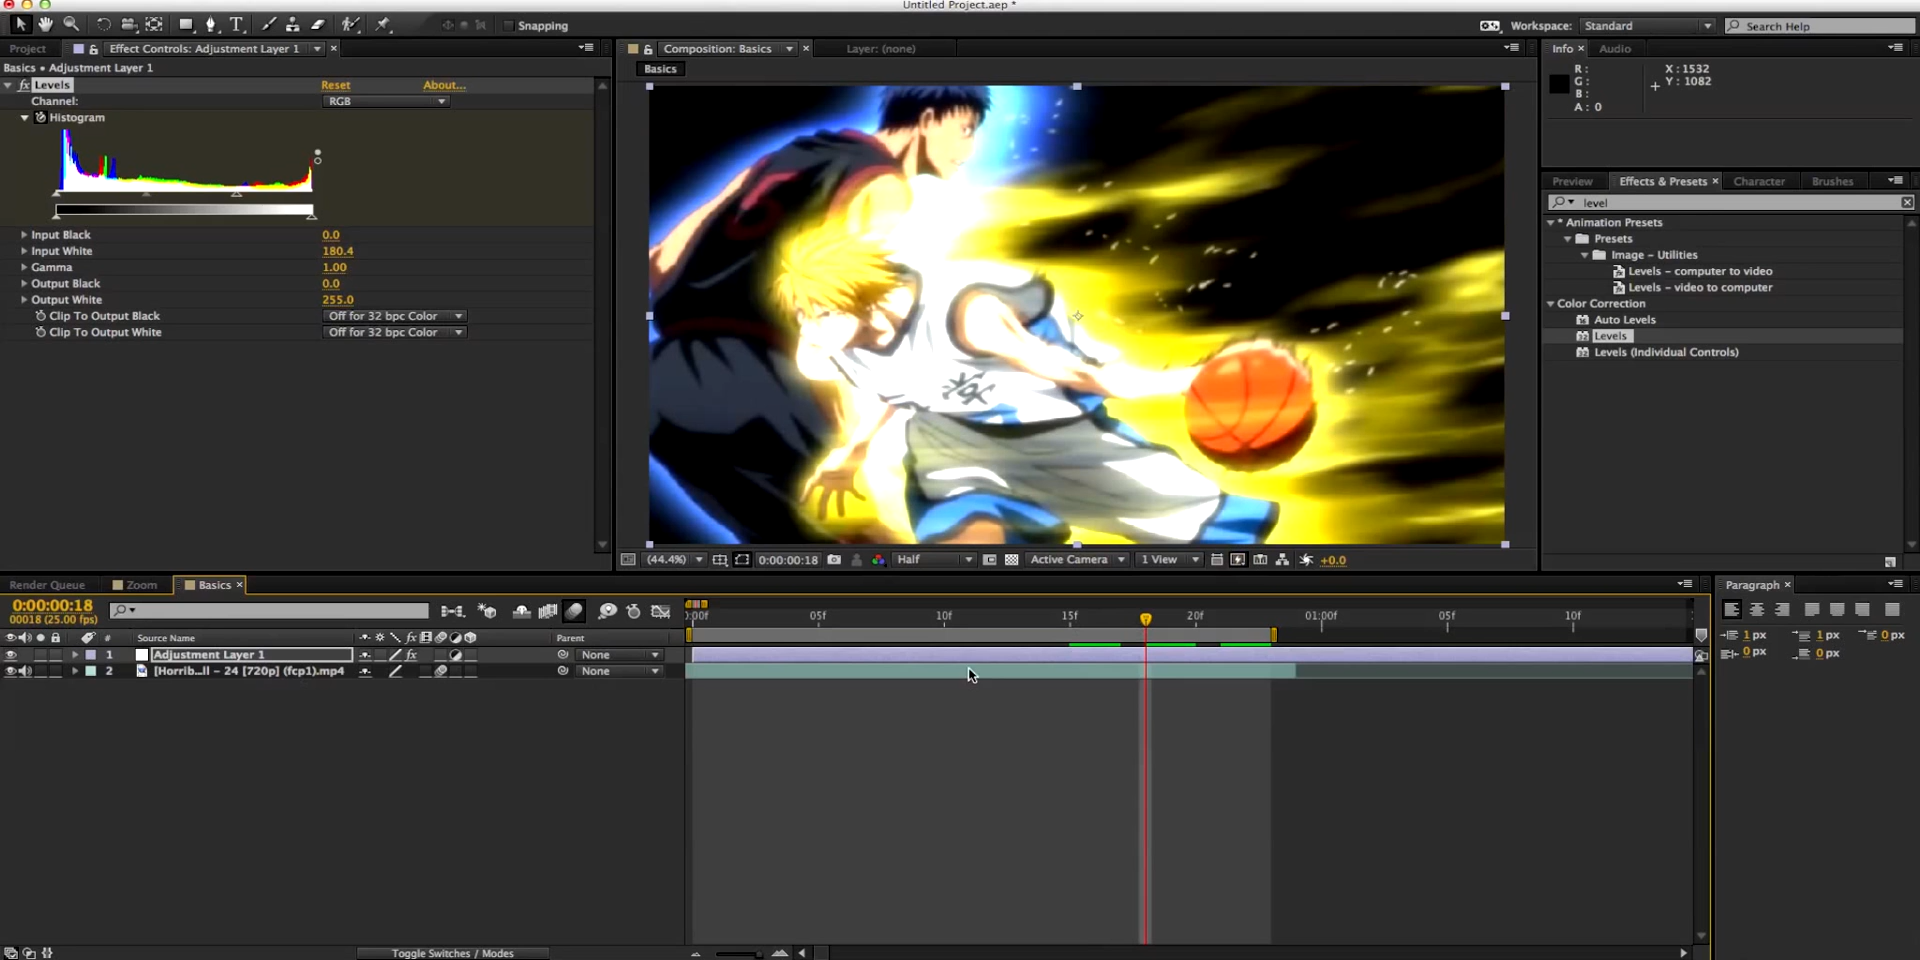 Untitled Project.aep *
Snapping
Workspace: Standard
Search Help
Project
Effect Controls: Adjustment Layer 1
Composition: Basics
Layer: (none)
Info
Audio
Basics • Adjustment Layer 1
Basics
R:
G:
B:
A: 0
X: 1532
Y: 1082
fx Levels
Reset
About...
Channel:
RGB
Histogram
Input Black
0.0
Input White
180.4
Gamma
1.00
Output Black
0.0
Output White
255.0
Clip To Output Black
Off for 32 bpc Color
Clip To Output White
Off for 32 bpc Color
Preview
Effects & Presets
Character
Brushes
level
* Animation Presets
Presets
Image – Utilities
Levels – computer to video
Levels – video to computer
Color Correction
Auto Levels
Levels
Levels (Individual Controls)
(44.4%)
0:00:00:18
Half
Active Camera
1 View
+0.0
Render Queue
Zoom
Basics
Paragraph
0:00:00:18
00018 (25.00 fps)
):00f
05f
10f
15f
20f
01:00f
05f
10f
# Source Name
fx
Parent
1 Adjustment Layer 1
fx
None
2 [Horrib...ll – 24 [720p] (fcp1).mp4
None
1 px
1 px
0 px
0 px
0 px
Toggle Switches / Modes